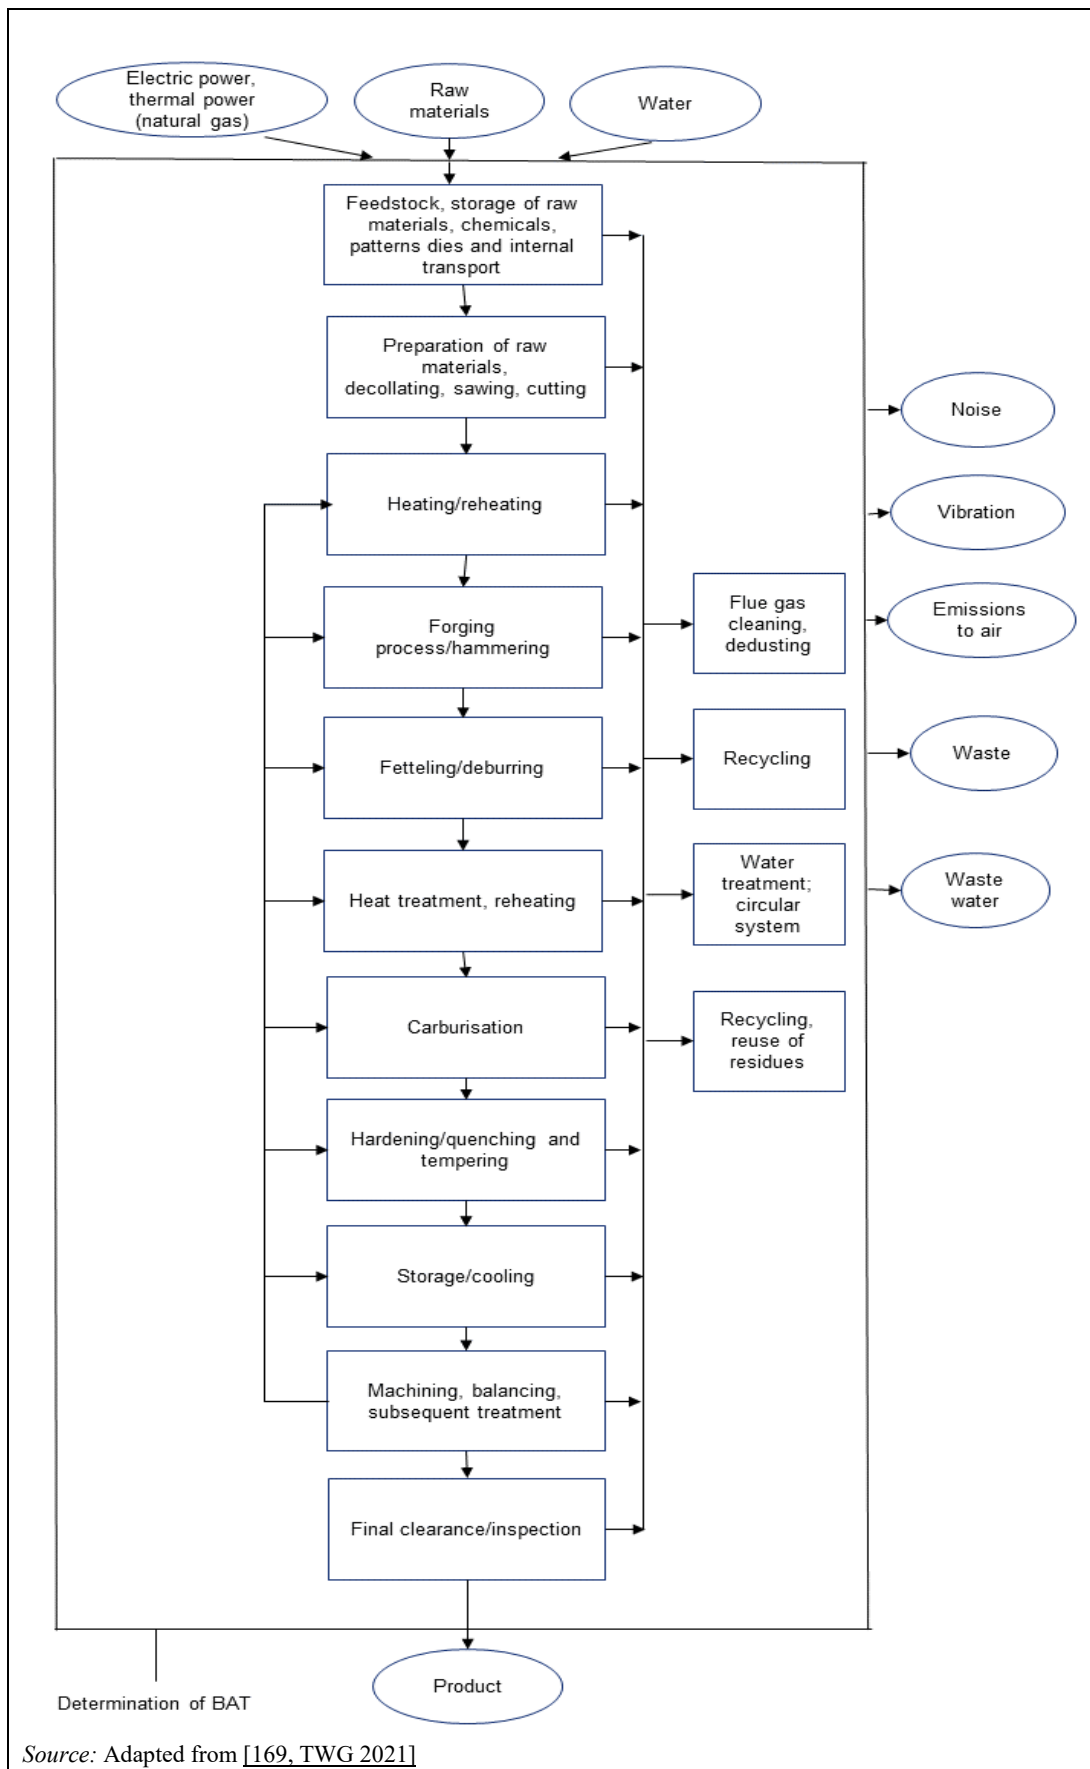 Electric power,
thermal power
(natural gas)
Raw
materials
Water
Feedstock, storage of raw
materials, chemicals,
patterns dies and internal
transport
Preparation of raw
materials,
decollating, sawing, cutting
Noise
Heating/reheating
Vibration
Flue gas
cleaning,
dedusting
Emissions
to air
Forging
process/hammering
Fetteling/deburring
Recycling
Waste
Heat treatment, reheating
Water
treatment;
circular
system
Waste
water
Carburisation
Recycling,
reuse of
residues
Hardening/quenching and
tempering
Storage/cooling
Machining, balancing,
subsequent treatment
Final clearance/inspection
Product
Determination of BAT
Source: Adapted from [169, TWG 2021]